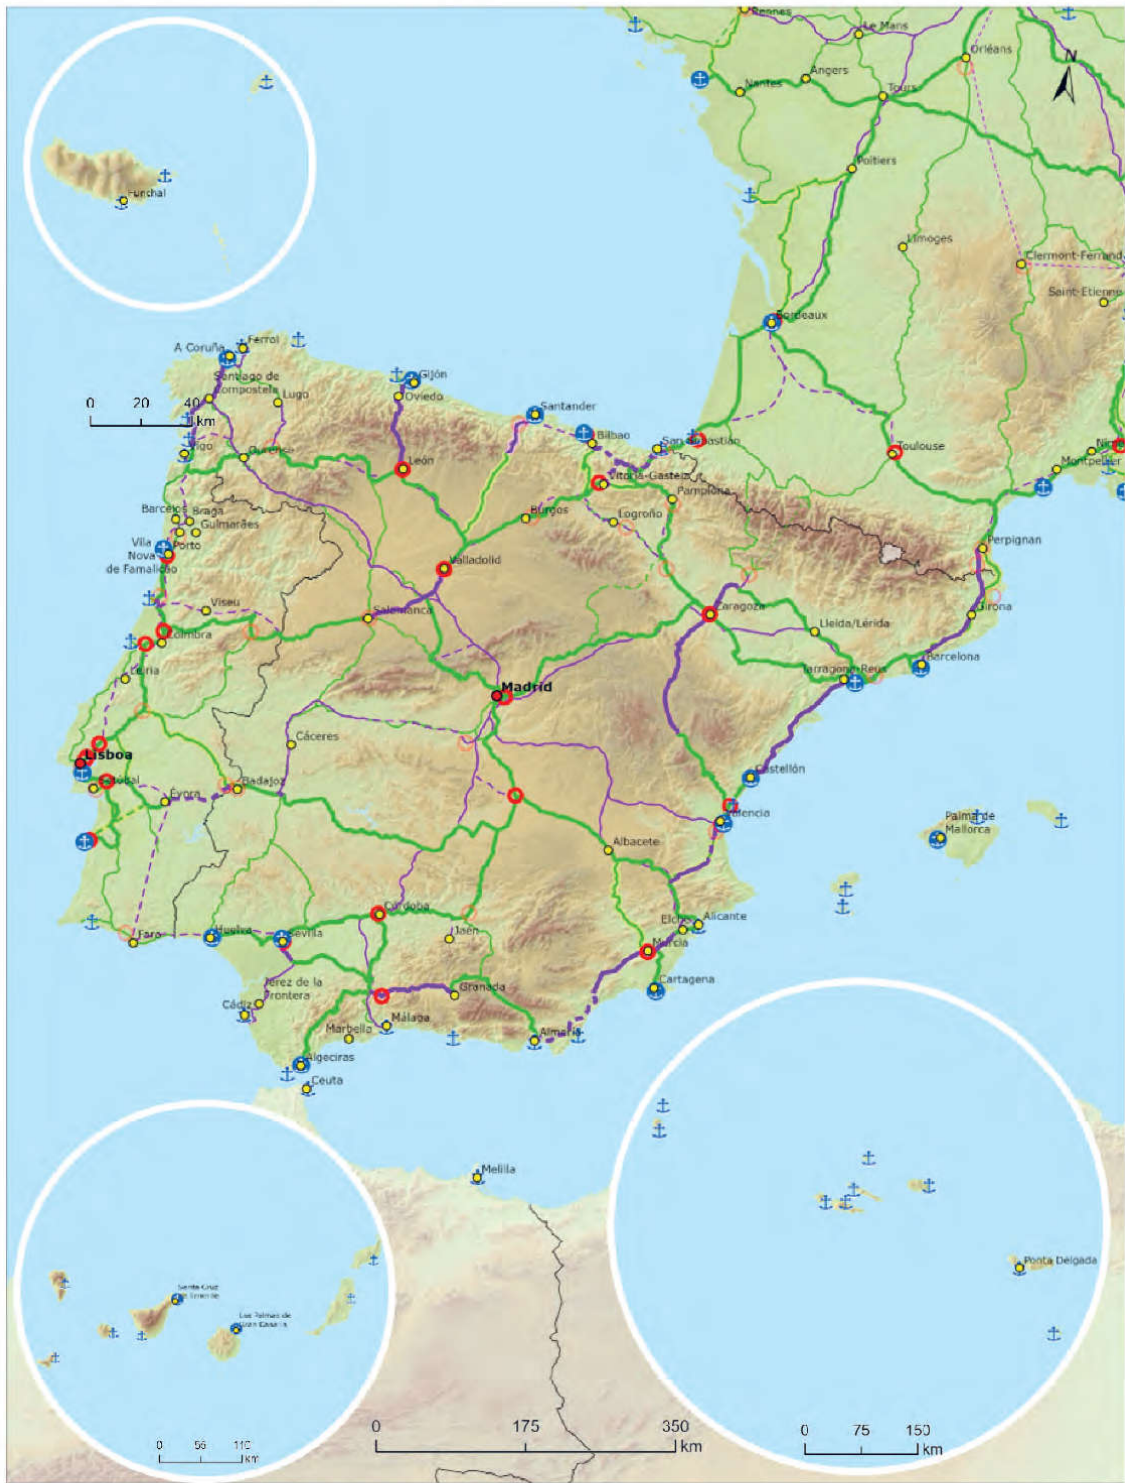 Rennes
Le Mans
Orléans
N
Angers
Nantes
Tours
Poitiers
Funchal
Limoges
Clermont-Ferrand
Saint-Etienne
Bordeaux
A Coruña
Ferrol
Santiago de
Compostela
Lugo
Gijón
Oviedo
Santander
Bilbao
San Sebastián
Toulouse
Montpellier
0 20 40
km
Vigo
Ourense
León
Vitoria-Gasteiz
Pamplona
Logroño
Burgos
Barcelos
Braga
Guimarães
Vila
Nova
de Famalicão
Porto
Perpignan
Valladolid
Viseu
Salamanca
Zaragoza
Girona
Coimbra
Lleida/Lérida
Leiria
Barcelona
Tarragona-Reus
Madrid
Lisboa
Cáceres
Setúbal
Évora
Badajoz
Castellón
Valencia
Palma de
Mallorca
Albacete
Córdoba
Elche
Alicante
Faro
Huelva
Sevilla
Jaén
Murcia
Jerez de la
Frontera
Granada
Cartagena
Cádiz
Málaga
Marbella
Almería
Algeciras
Ceuta
Melilla
Ponta Delgada
Santa Cruz
de Tenerife
Las Palmas de
Gran Canaria
0 175 350
km
0 75 150
km
0 55 110
km